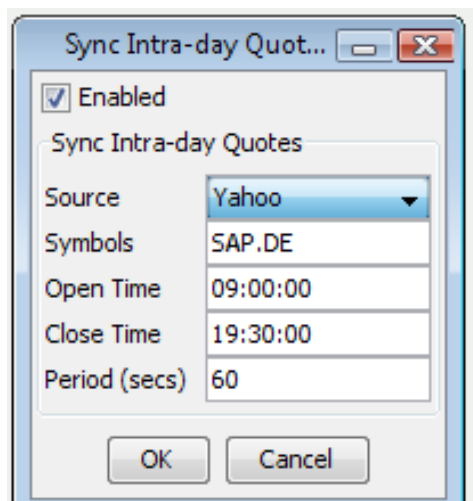 Sync Intra-day Quot...
Enabled
Sync Intra-day Quotes
Source Yahoo
Symbols SAP.DE
Open Time 09:00:00
Close Time 19:30:00
Period (secs) 60
OK Cancel